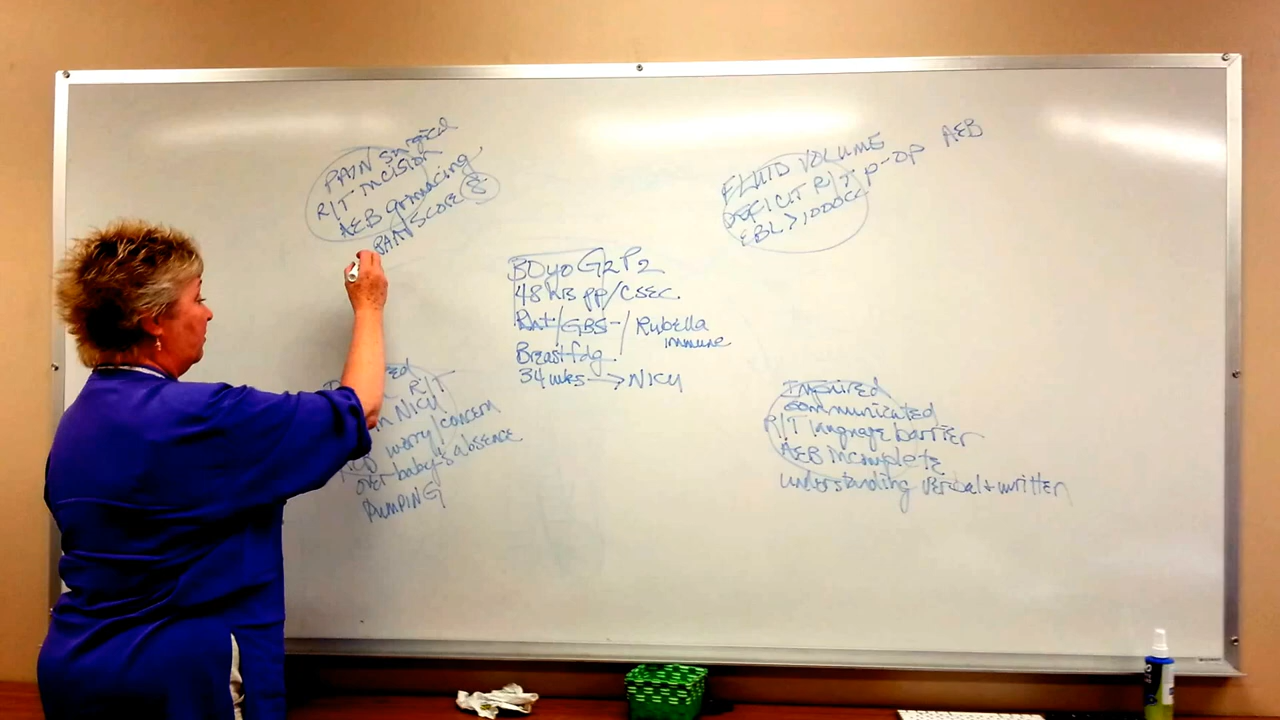 PAIN surgical
R/T incision
AEB grimacing
PAIN SCORE 8
FLUID VOLUME
DEFICIT R/T P-OP AEB
EBL > 1000cc
30yo G2P2
48 hrs pp/CSEC.
Rh+/GBS-/Rubella
immune
Breastfdg.
34 wks → NICU
R/T
NICU
worry/concern
over baby's absence
PUMPING
Impaired
communicated
R/T language barrier
AEB incomplete
understanding verbal + written